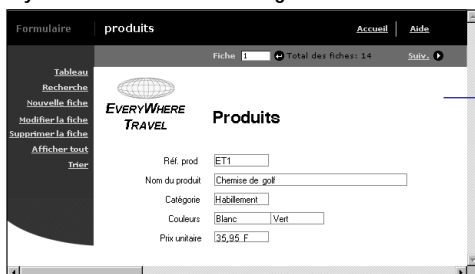 Formulaire produits Accueil Aide
Fiche 1 Total des fiches: 14 Suiv.
Tableau
Recherche
Nouvelle fiche
Modifier la fiche
Supprimer la fiche
Afficher tout
Trier
EVERYWHERE
TRAVEL
Produits
Réf. prod ET1
Nom du produit Chemise de golf
Catégorie Habillement
Couleurs Blanc Vert
Prix unitaire 35,95 F